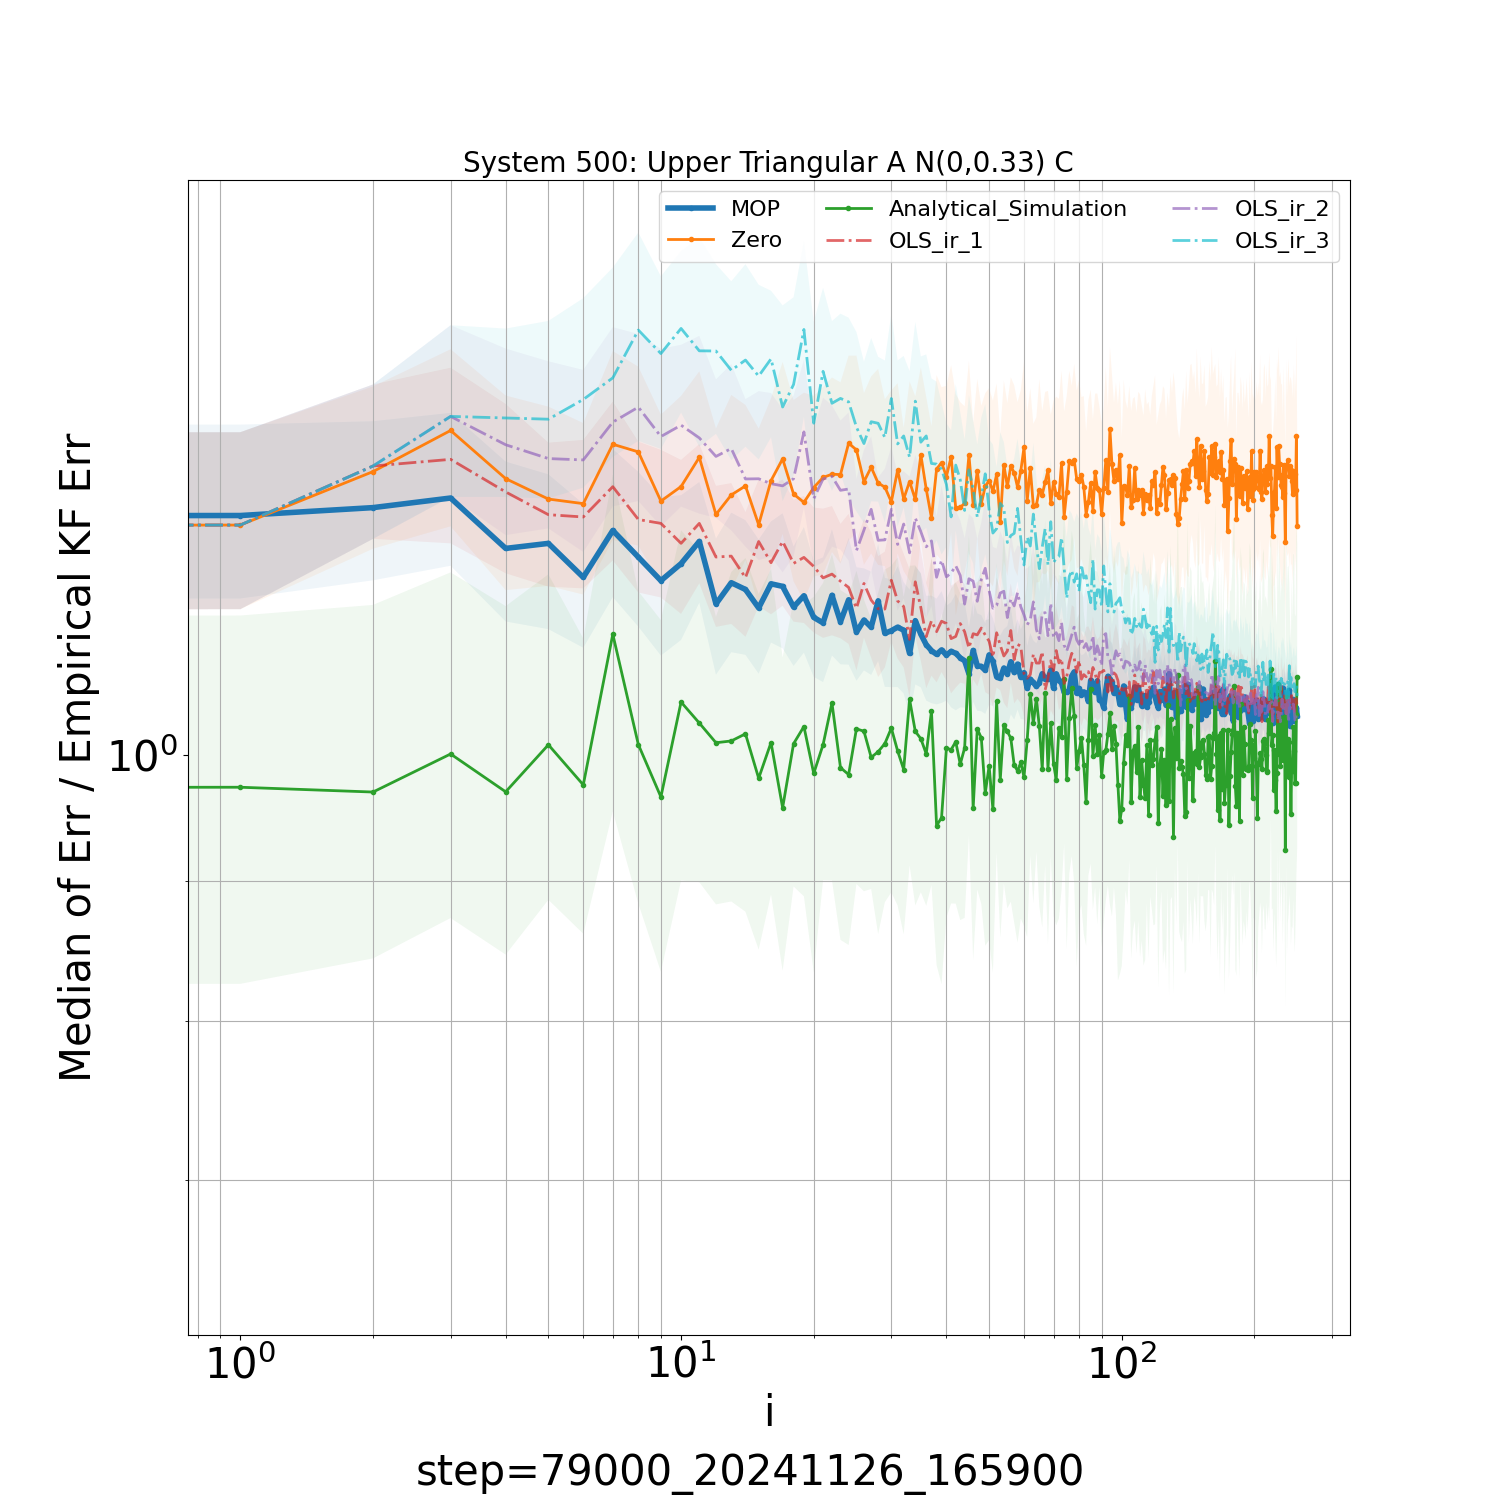 System 500: Upper Triangular A N(0,0.33) C
MOP
Zero
Analytical_Simulation
OLS_ir_1
OLS_ir_2
OLS_ir_3
Median of Err / Empirical KF Err
10⁰
10⁰
10¹
10²
i
step=79000_20241126_165900